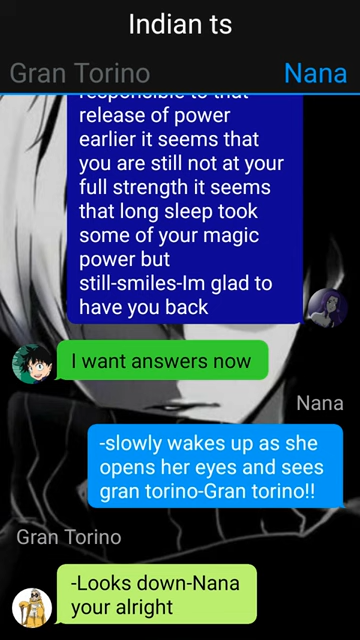 Indian ts
Gran Torino
Nana
responsible to that
release of power
earlier it seems that
you are still not at your
full strength it seems
that long sleep took
some of your magic
power but
still-smiles-Im glad to
have you back
I want answers now
Nana
-slowly wakes up as she
opens her eyes and sees
gran torino-Gran torino!!
Gran Torino
-Looks down-Nana
your alright